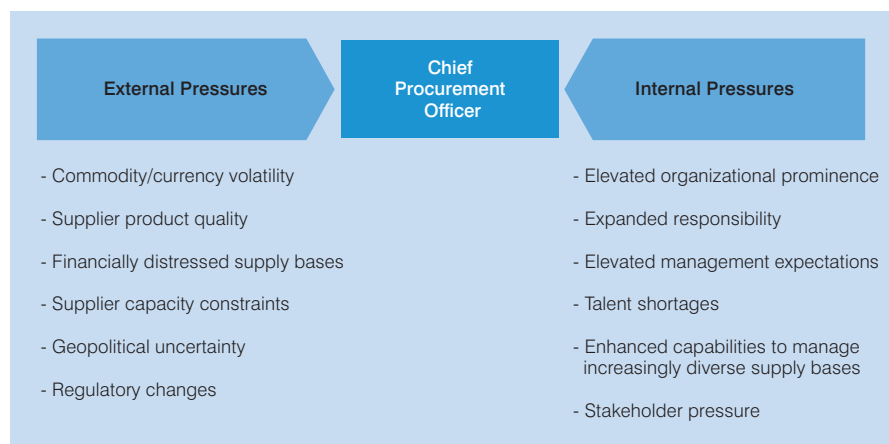 External Pressures
Chief
Procurement
Officer
Internal Pressures
- Commodity/currency volatility
- Supplier product quality
- Financially distressed supply bases
- Supplier capacity constraints
- Geopolitical uncertainty
- Regulatory changes
- Elevated organizational prominence
- Expanded responsibility
- Elevated management expectations
- Talent shortages
- Enhanced capabilities to manage
increasingly diverse supply bases
- Stakeholder pressure